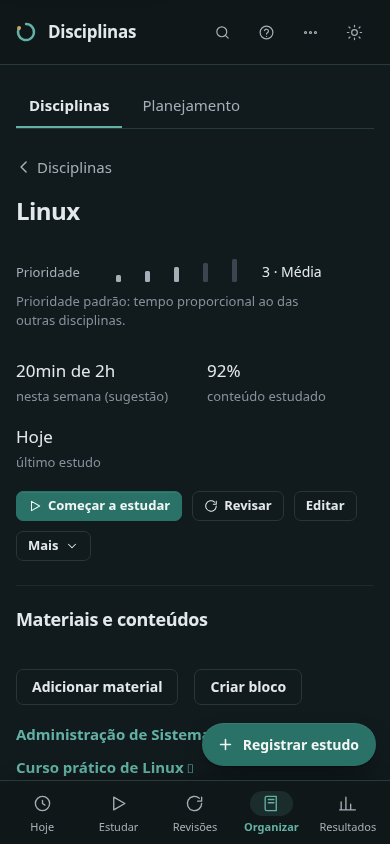 Disciplinas
Disciplinas
Planejamento
Disciplinas
Linux
Prioridade
3 · Média
Prioridade padrão: tempo proporcional ao das
outras disciplinas.
20min de 2h
92%
nesta semana (sugestão)
conteúdo estudado
Hoje
último estudo
Começar a estudar
Revisar
Editar
Mais
Materiais e conteúdos
Adicionar material
Criar bloco
Administração de
Registrar estudo
Curso prático de Linux
Hoje
Estudar
Revisões
Organizar
Resultados